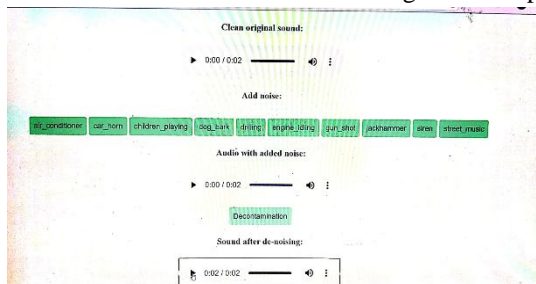 Clean original sound:
0:00 / 0:02
Add noise:
air_conditioner car_horn children_playing dog_bark drilling engine_idling gun_shot jackhammer siren street_music
Audio with added noise:
0:00 / 0:02
Decontamination
Sound after de-noising:
0:02 / 0:02